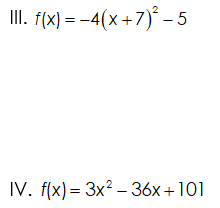 III. f(x) = -4(x + 7)² - 5
IV. f(x) = 3x² - 36x + 101